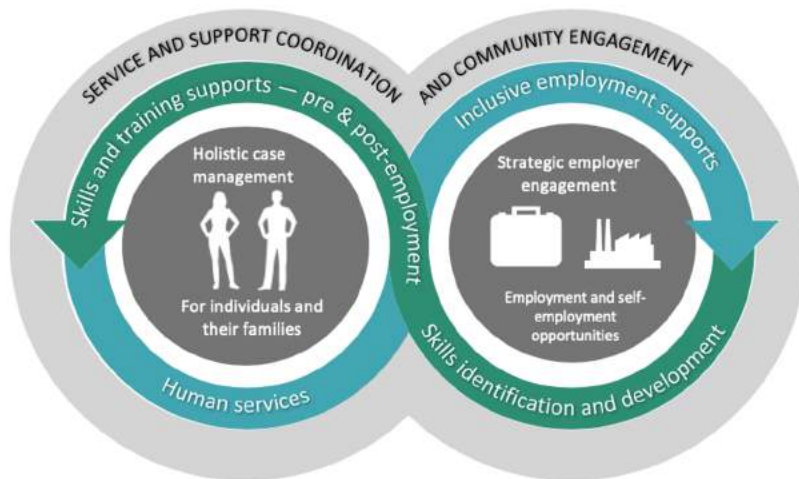 SERVICE AND SUPPORT COORDINATION
AND COMMUNITY ENGAGEMENT
Skills and training supports — pre & post-employment
Inclusive employment supports
Holistic case
management
For individuals and
their families
Human services
Strategic employer
engagement
Employment and self-
employment
opportunities
Skills identification and development